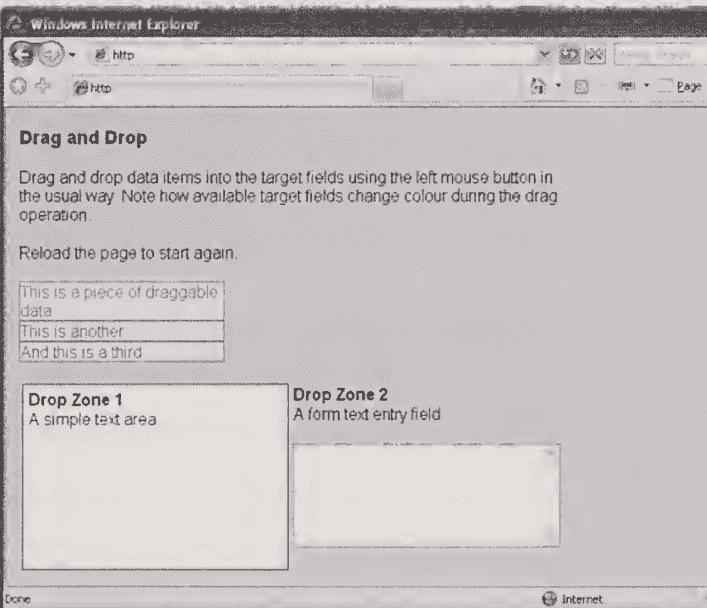 Windows Internet Explorer
http
http
Page
Drag and Drop
Drag and drop data items into the target fields using the left mouse button in
the usual way. Note how available target fields change colour during the drag
operation.
Reload the page to start again.
This is a piece of draggable
data
This is another
And this is a third
Drop Zone 1
A simple text area
Drop Zone 2
A form text entry field
Done
Internet